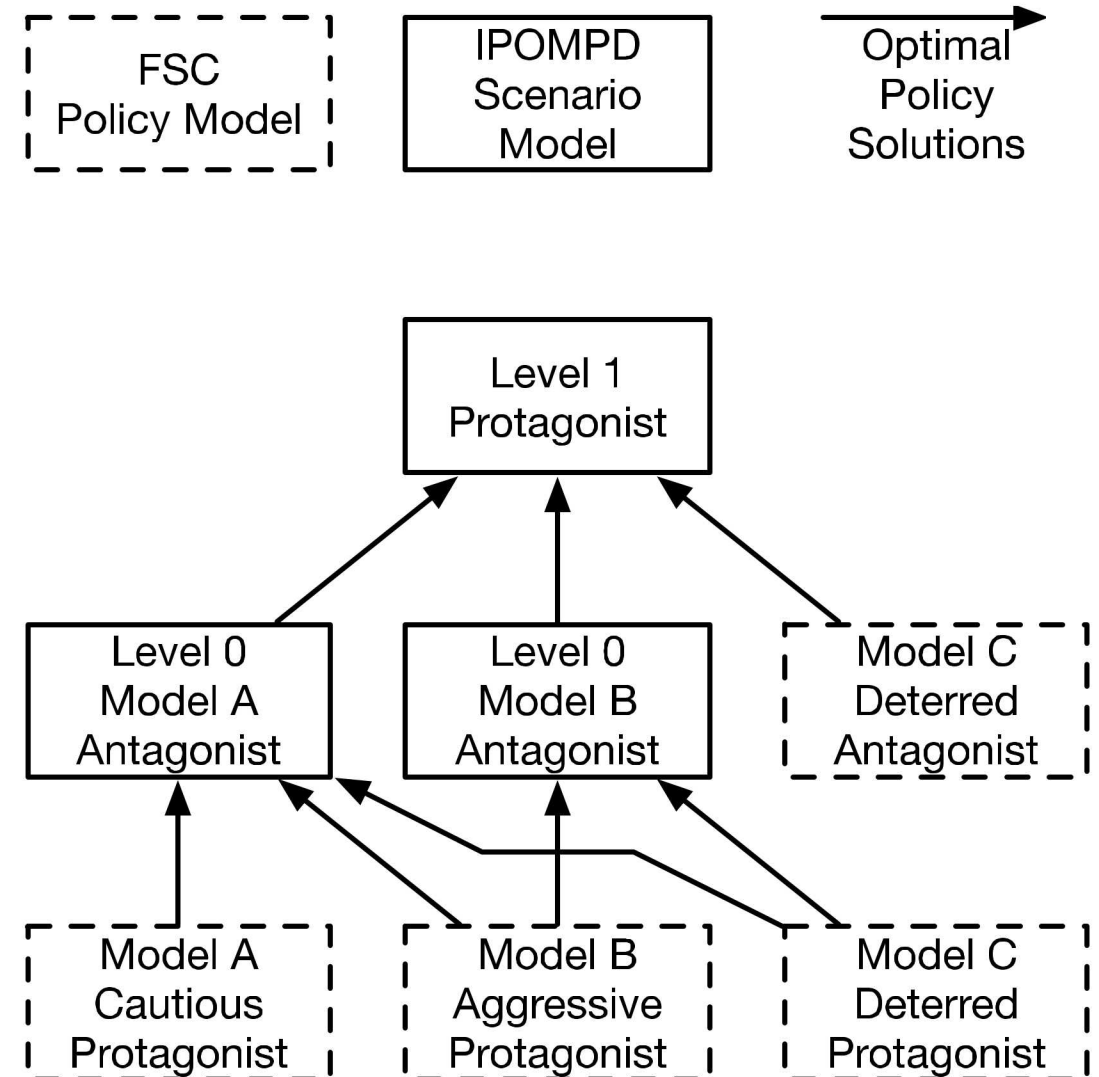 FSC
Policy Model
IPOMPD
Scenario
Model
Optimal
Policy
Solutions
Level 1
Protagonist
Level 0
Model A
Antagonist
Level 0
Model B
Antagonist
Model C
Deterred
Antagonist
Model A
Cautious
Protagonist
Model B
Aggressive
Protagonist
Model C
Deterred
Protagonist